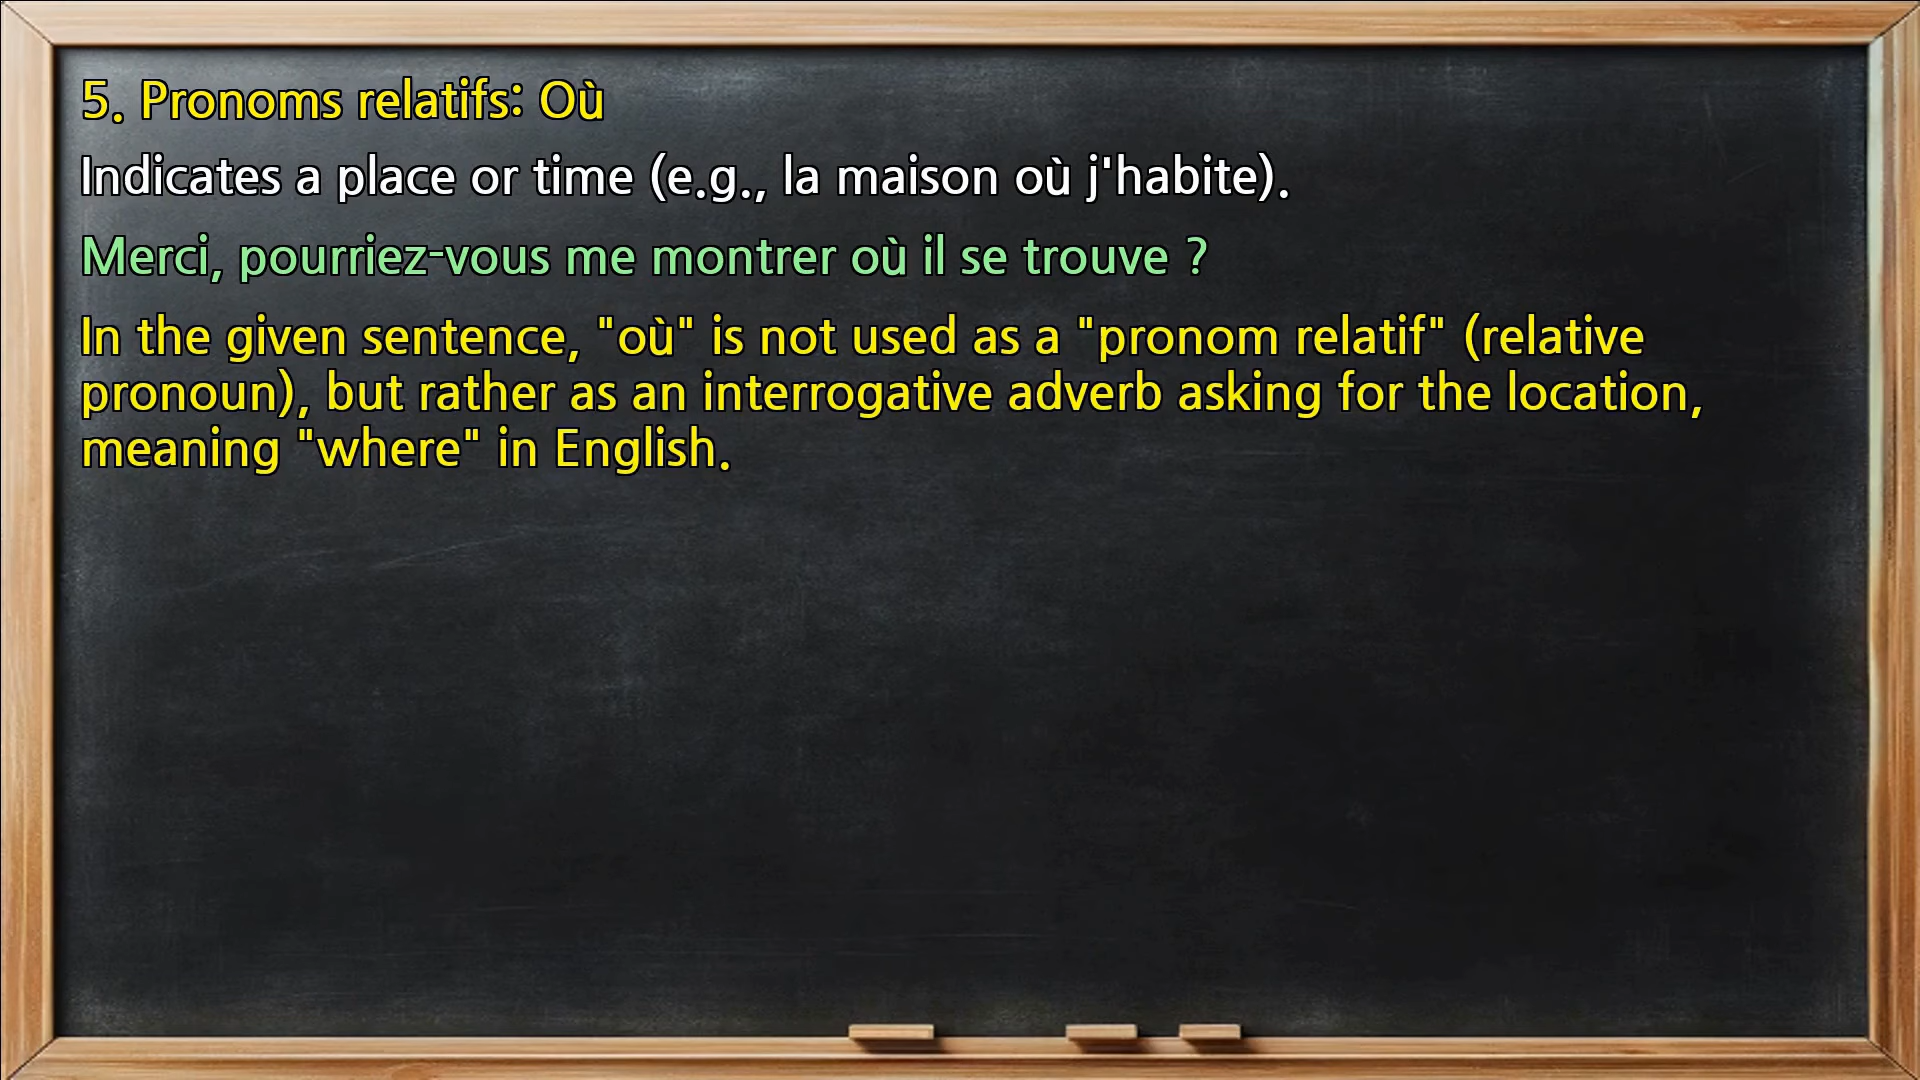 5. Pronoms relatifs: Où
Indicates a place or time (e.g., la maison où j'habite).
Merci, pourriez-vous me montrer où il se trouve ?
In the given sentence, "où" is not used as a "pronom relatif" (relative
pronoun), but rather as an interrogative adverb asking for the location,
meaning "where" in English.